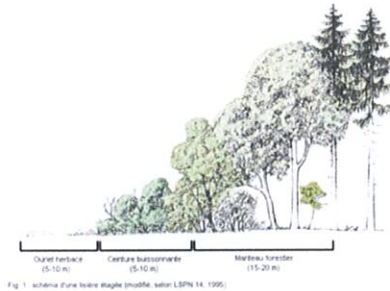 Ourlet herbacé
(5-10 m)
Ceinture buissonnante
(5-10 m)
Manteau forestier
(15-20 m)
Fig. 1 : schéma d'une lisière étagée (modifié, selon LSPN 14, 1995)